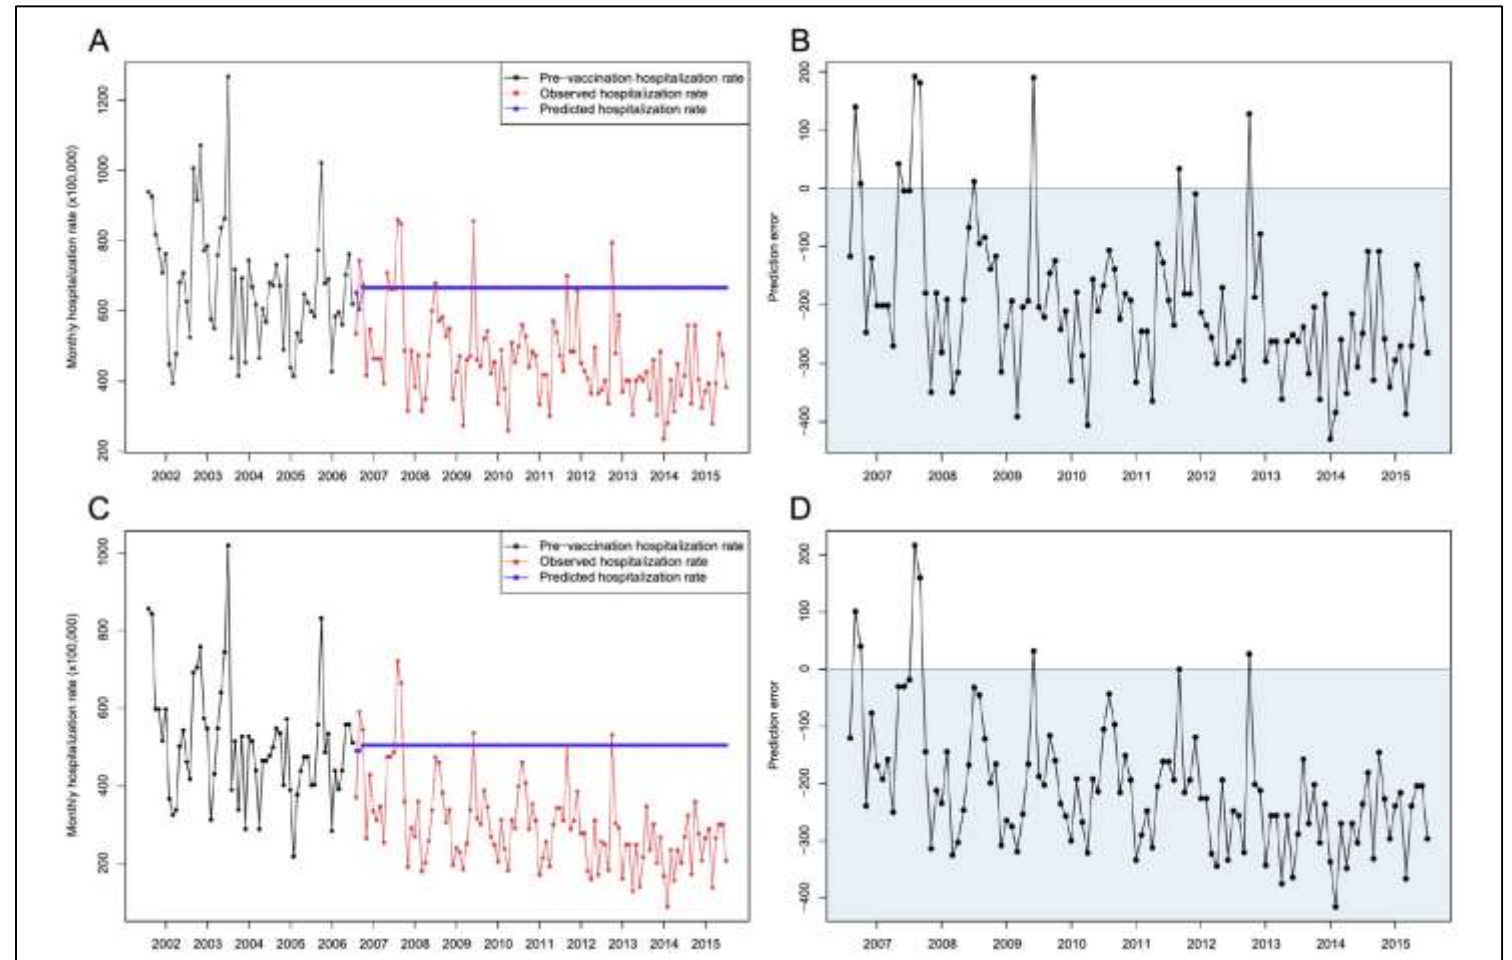 A
Monthly hospitalization rate (x100,000)
1200
1000
800
600
400
200
Pre-vaccination hospitalization rate
Observed hospitalization rate
Predicted hospitalization rate
2002 2003 2004 2005 2006 2007 2008 2009 2010 2011 2012 2013 2014 2015
B
Prediction error
200
100
0
-100
-200
-300
-400
2007 2008 2009 2010 2011 2012 2013 2014 2015
C
Monthly hospitalization rate (x100,000)
1000
800
600
400
200
Pre-vaccination hospitalization rate
Observed hospitalization rate
Predicted hospitalization rate
2002 2003 2004 2005 2006 2007 2008 2009 2010 2011 2012 2013 2014 2015
D
Prediction error
200
100
0
-100
-200
-300
-400
2007 2008 2009 2010 2011 2012 2013 2014 2015